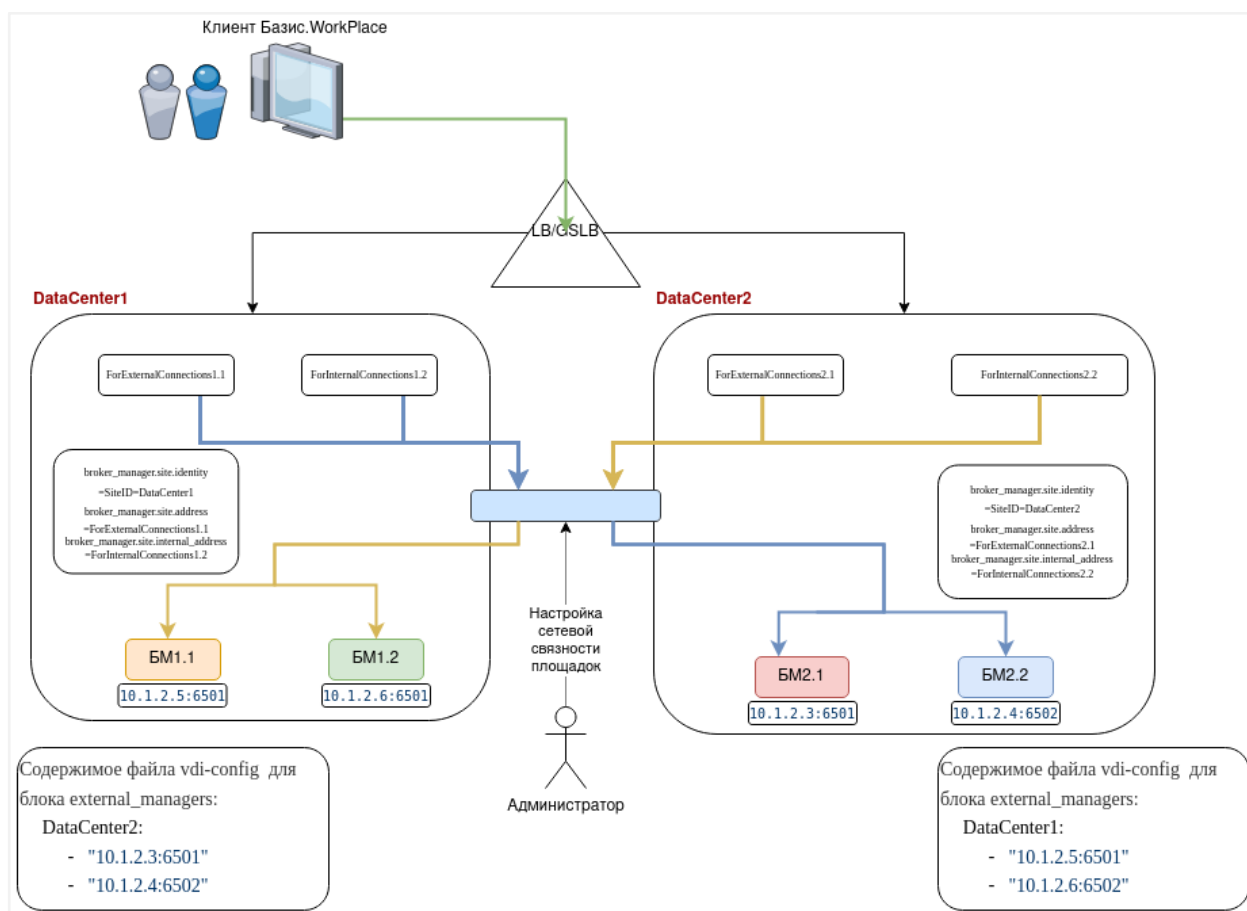 Клиент Базис.WorkPlace
LB/GSLB
DataCenter1
DataCenter2
ForExternalConnections1.1
ForInternalConnections1.2
ForExternalConnections2.1
ForInternalConnections2.2
broker_manager.site.identity
=SiteID=DataCenter1
broker_manager.site.address
=ForExternalConnections1.1
broker_manager.site.internal_address
=ForInternalConnections1.2
broker_manager.site.identity
=SiteID=DataCenter2
broker_manager.site.address
=ForExternalConnections2.1
broker_manager.site.internal_address
=ForInternalConnections2.2
Настройка
сетевой
связности
площадок
БМ1.1
БМ1.2
БМ2.1
БМ2.2
10.1.2.5:6501
10.1.2.6:6501
10.1.2.3:6501
10.1.2.4:6502
Администратор
Содержимое файла vdi-config для
блока external_managers:
DataCenter2:
- "10.1.2.3:6501"
- "10.1.2.4:6502"
Содержимое файла vdi-config для
блока external_managers:
DataCenter1:
- "10.1.2.5:6501"
- "10.1.2.6:6502"